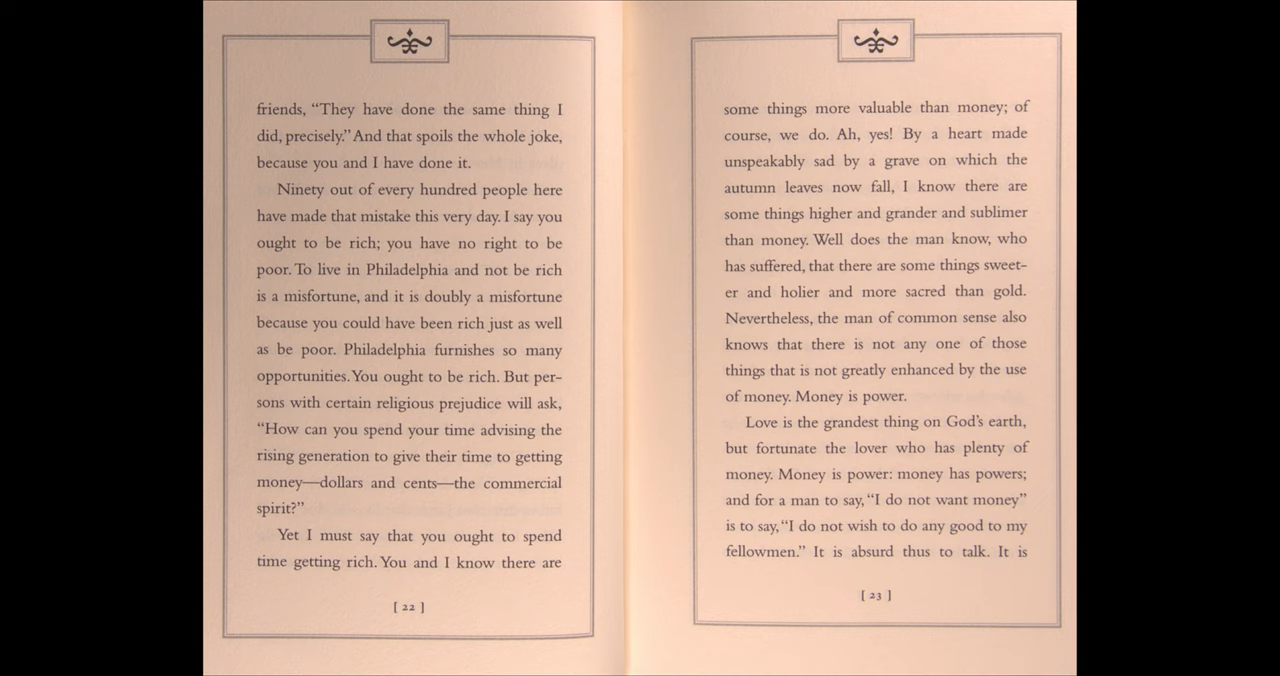 friends, “They have done the same thing I
did, precisely.” And that spoils the whole joke,
because you and I have done it.
Ninety out of every hundred people here
have made that mistake this very day. I say you
ought to be rich; you have no right to be
poor. To live in Philadelphia and not be rich
is a misfortune, and it is doubly a misfortune
because you could have been rich just as well
as be poor. Philadelphia furnishes so many
opportunities. You ought to be rich. But per-
sons with certain religious prejudice will ask,
“How can you spend your time advising the
rising generation to give their time to getting
money—dollars and cents—the commercial
spirit?”
Yet I must say that you ought to spend
time getting rich. You and I know there are
[ 22 ]
some things more valuable than money; of
course, we do. Ah, yes! By a heart made
unspeakably sad by a grave on which the
autumn leaves now fall, I know there are
some things higher and grander and sublimer
than money. Well does the man know, who
has suffered, that there are some things sweet-
er and holier and more sacred than gold.
Nevertheless, the man of common sense also
knows that there is not any one of those
things that is not greatly enhanced by the use
of money. Money is power.
Love is the grandest thing on God’s earth,
but fortunate the lover who has plenty of
money. Money is power: money has powers;
and for a man to say, “I do not want money”
is to say, “I do not wish to do any good to my
fellowmen.” It is absurd thus to talk. It is
[ 23 ]